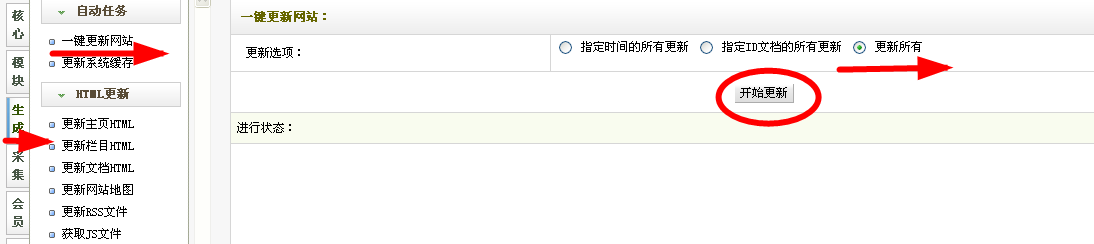 核心
模块
生成
采集
会员
自动任务
一键更新网站
更新系统缓存
HTML更新
更新主页HTML
更新栏目HTML
更新文档HTML
更新网站地图
更新RSS文件
获取JS文件
一键更新网站：
更新选项： 指定时间的所有更新 指定ID文档的所有更新 更新所有
开始更新
进行状态：